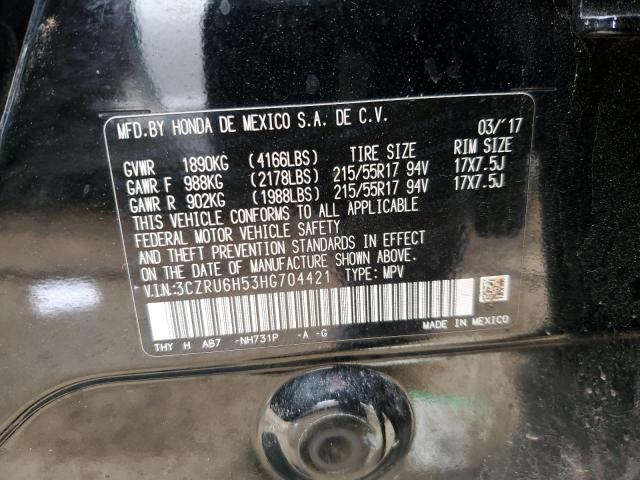 MFD.BY HONDA DE MEXICO S.A. DE C.V. 03/'17
GVWR 1890KG (4166LBS) TIRE SIZE RIM SIZE
GAWR F 988KG (2178LBS) 215/55R17 94V 17X7.5J
GAWR R 902KG (1988LBS) 215/55R17 94V 17X7.5J
THIS VEHICLE CONFORMS TO ALL APPLICABLE
FEDERAL MOTOR VEHICLE SAFETY
AND THEFT PREVENTION STANDARDS IN EFFECT
ON THE DATE OF MANUFACTURE SHOWN ABOVE.
V.I.N.:3CZRU6H53HG704421 TYPE: MPV
THY H AB7 -NH731P -A -G MADE IN MEXICO